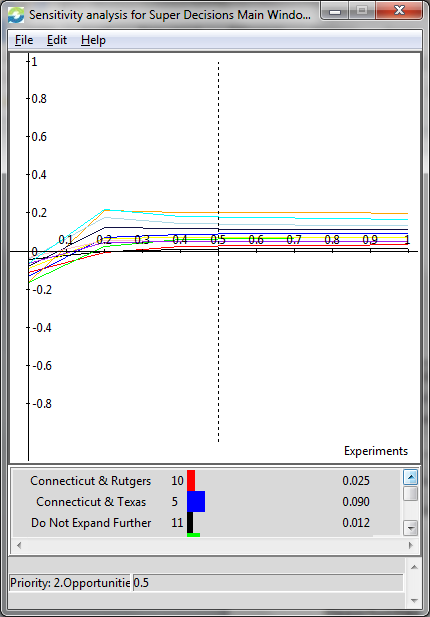 Sensitivity analysis for Super Decisions Main Windo...
File Edit Help
1
0.8
0.6
0.4
0.2
0.1 0.2 0.3 0.4 0.5 0.6 0.7 0.8 0.9 1
0
-0.2
-0.4
-0.6
-0.8
Experiments
Connecticut & Rutgers 10 0.025
Connecticut & Texas 5 0.090
Do Not Expand Further 11 0.012
Priority: 2.Opportunitie 0.5